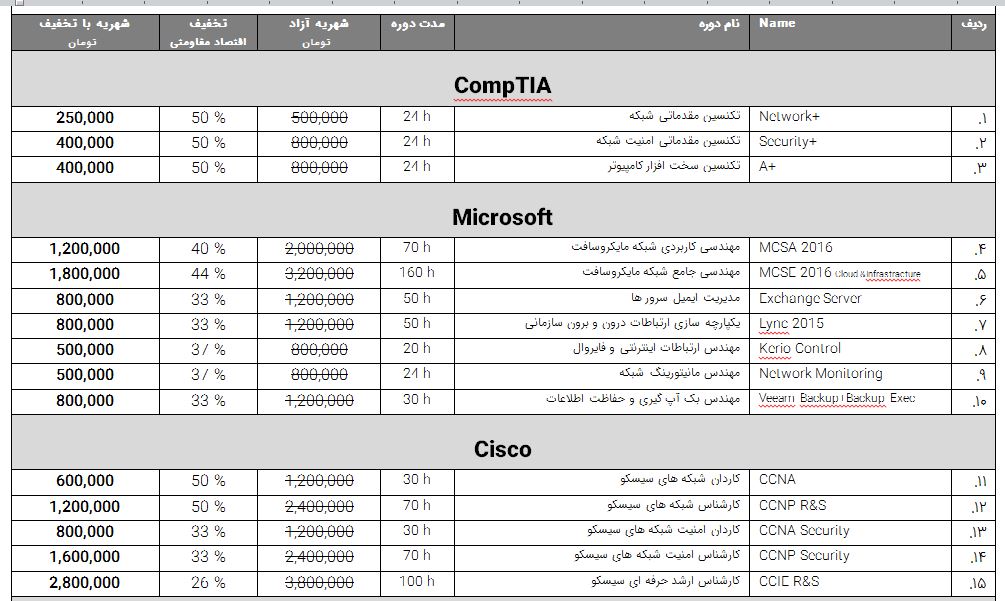 ردیف Name نام دوره مدت دوره شهریه آزاد تومان تخفیف اقتصاد مقاومتی شهریه با تخفیف تومان
CompTIA
۱. Network+ تکنسین مقدماتی شبکه 24 h 500,000 50 % 250,000
۲. Security+ تکنسین مقدماتی امنیت شبکه 24 h 800,000 50 % 400,000
۳. A+ تکنسین سخت افزار کامپیوتر 24 h 800,000 50 % 400,000
Microsoft
۴. MCSA 2016 مهندسی کاربردی شبکه مایکروسافت 70 h 2,000,000 40 % 1,200,000
۵. MCSE 2016 Cloud &Infrastracture مهندسی جامع شبکه مایکروسافت 160 h 3,200,000 44 % 1,800,000
۶. Exchange Server مدیریت ایمیل سرور ها 50 h 1,200,000 33 % 800,000
۷. Lync 2015 یکپارچه سازی ارتباطات درون و برون سازمانی 50 h 1,200,000 33 % 800,000
۸. Kerio Control مهندس ارتباطات اینترنتی و فایروال 20 h 800,000 37 % 500,000
۹. Network Monitoring مهندس مانیتورینگ شبکه 24 h 800,000 37 % 500,000
۱۰. Veeam Backup+Backup Exec مهندس بک آپ گیری و حفاظت اطلاعات 30 h 1,200,000 33 % 800,000
Cisco
۱۱. CCNA کاردان شبکه های سیسکو 30 h 1,200,000 50 % 600,000
۱۲. CCNP R&S کارشناس شبکه های سیسکو 70 h 2,400,000 50 % 1,200,000
۱۳. CCNA Security کاردان امنیت شبکه های سیسکو 30 h 1,200,000 33 % 800,000
۱۴. CCNP Security کارشناس امنیت شبکه های سیسکو 70 h 2,400,000 33 % 1,600,000
۱۵. CCIE R&S کارشناس ارشد حرفه ای سیسکو 100 h 3,800,000 26 % 2,800,000